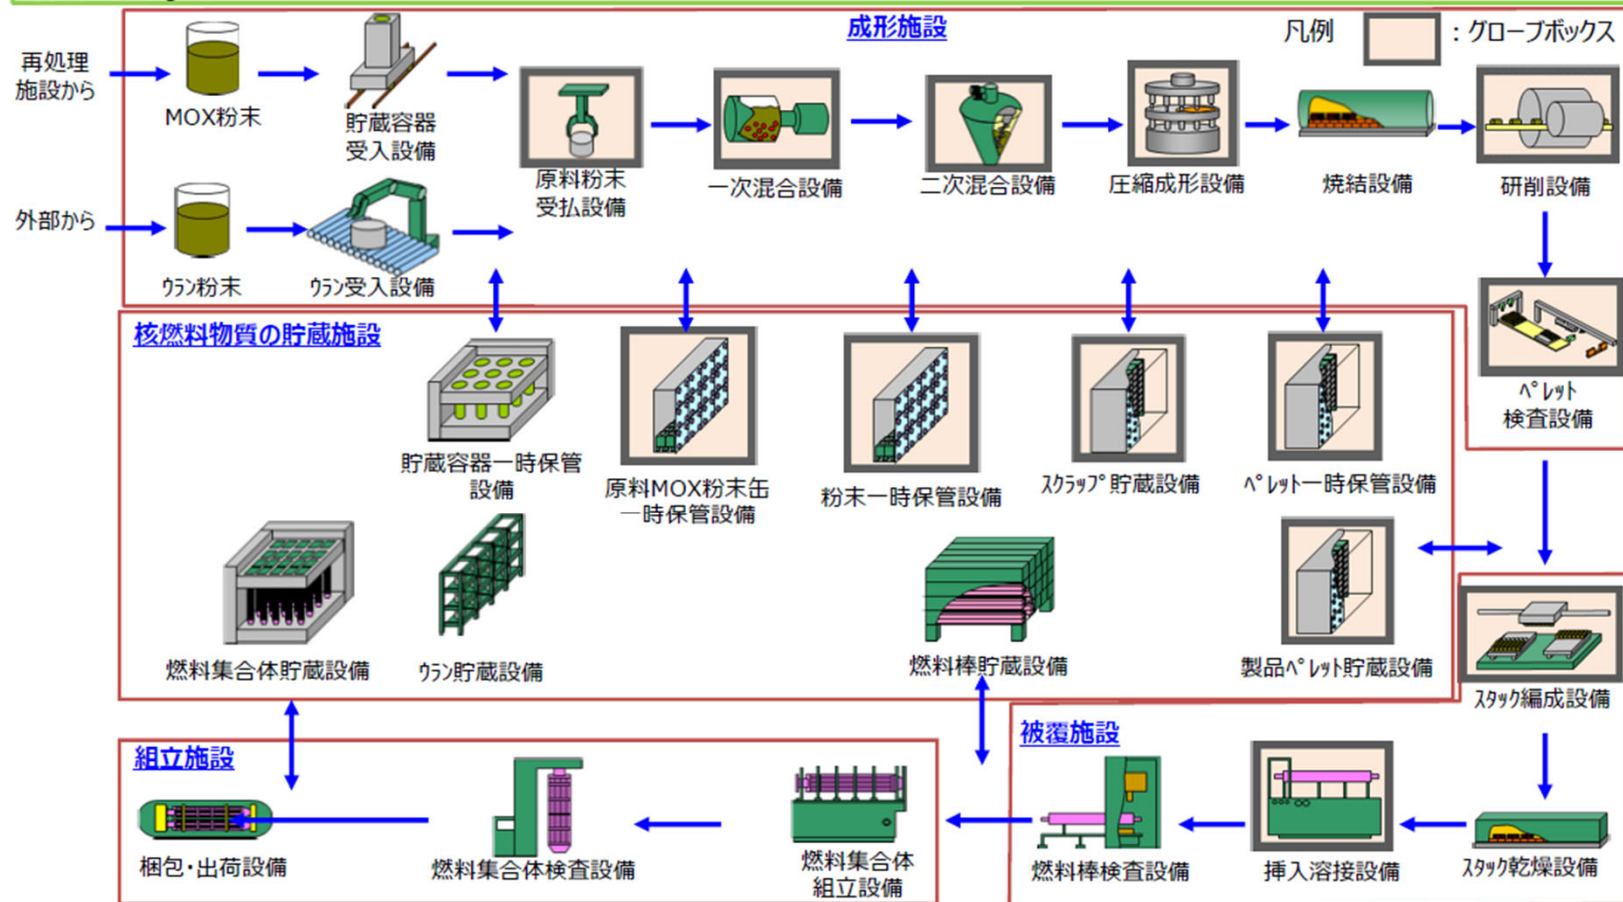 成形施設
凡例
：グローブボックス
再処理
施設から
MOX粉末
貯蔵容器
受入設備
原料粉末
受払設備
一次混合設備
二次混合設備
圧縮成形設備
焼結設備
研削設備
外部から
ウラン粉末
ウラン受入設備
核燃料物質の貯蔵施設
ペレット
検査設備
貯蔵容器一時保管
設備
原料MOX粉末缶
一時保管設備
粉末一時保管設備
スクラップ貯蔵設備
ペレット一時保管設備
燃料集合体貯蔵設備
ウラン貯蔵設備
燃料棒貯蔵設備
製品ペレット貯蔵設備
スタック編成設備
組立施設
被覆施設
梱包・出荷設備
燃料集合体検査設備
燃料集合体
組立設備
燃料棒検査設備
挿入溶接設備
スタック乾燥設備